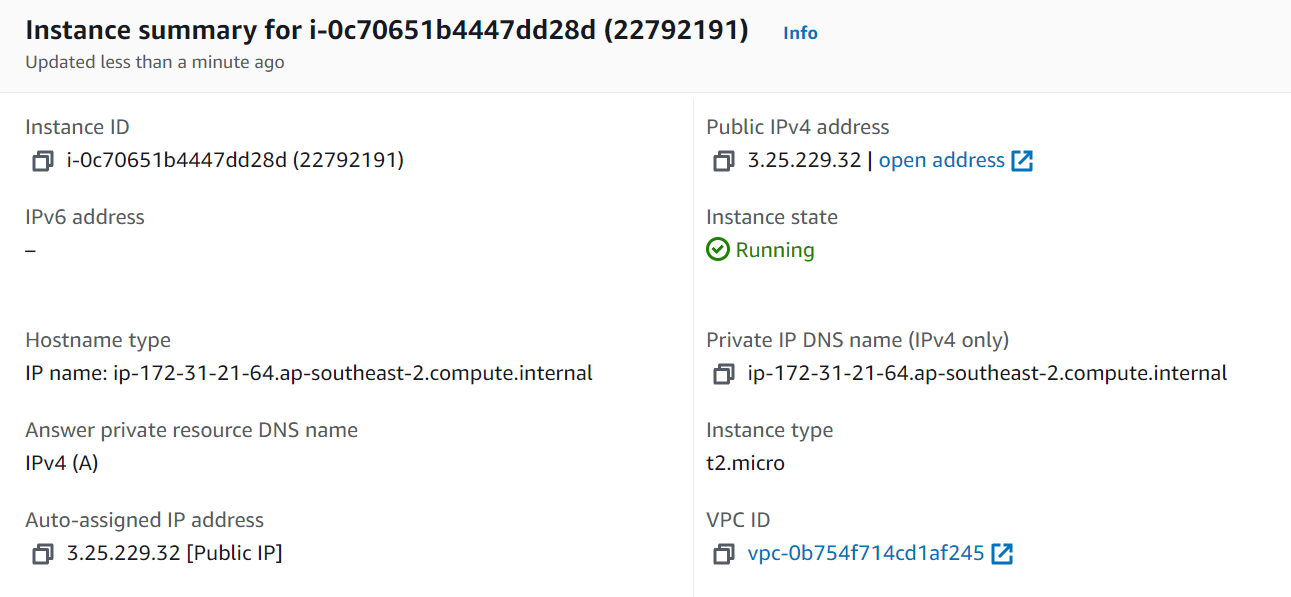 Instance summary for i-0c70651b4447dd28d (22792191) Info
Updated less than a minute ago
Instance ID
i-0c70651b4447dd28d (22792191)
Public IPv4 address
3.25.229.32 | open address
IPv6 address
–
Instance state
Running
Hostname type
IP name: ip-172-31-21-64.ap-southeast-2.compute.internal
Private IP DNS name (IPv4 only)
ip-172-31-21-64.ap-southeast-2.compute.internal
Answer private resource DNS name
IPv4 (A)
Instance type
t2.micro
Auto-assigned IP address
3.25.229.32 [Public IP]
VPC ID
vpc-0b754f714cd1af245